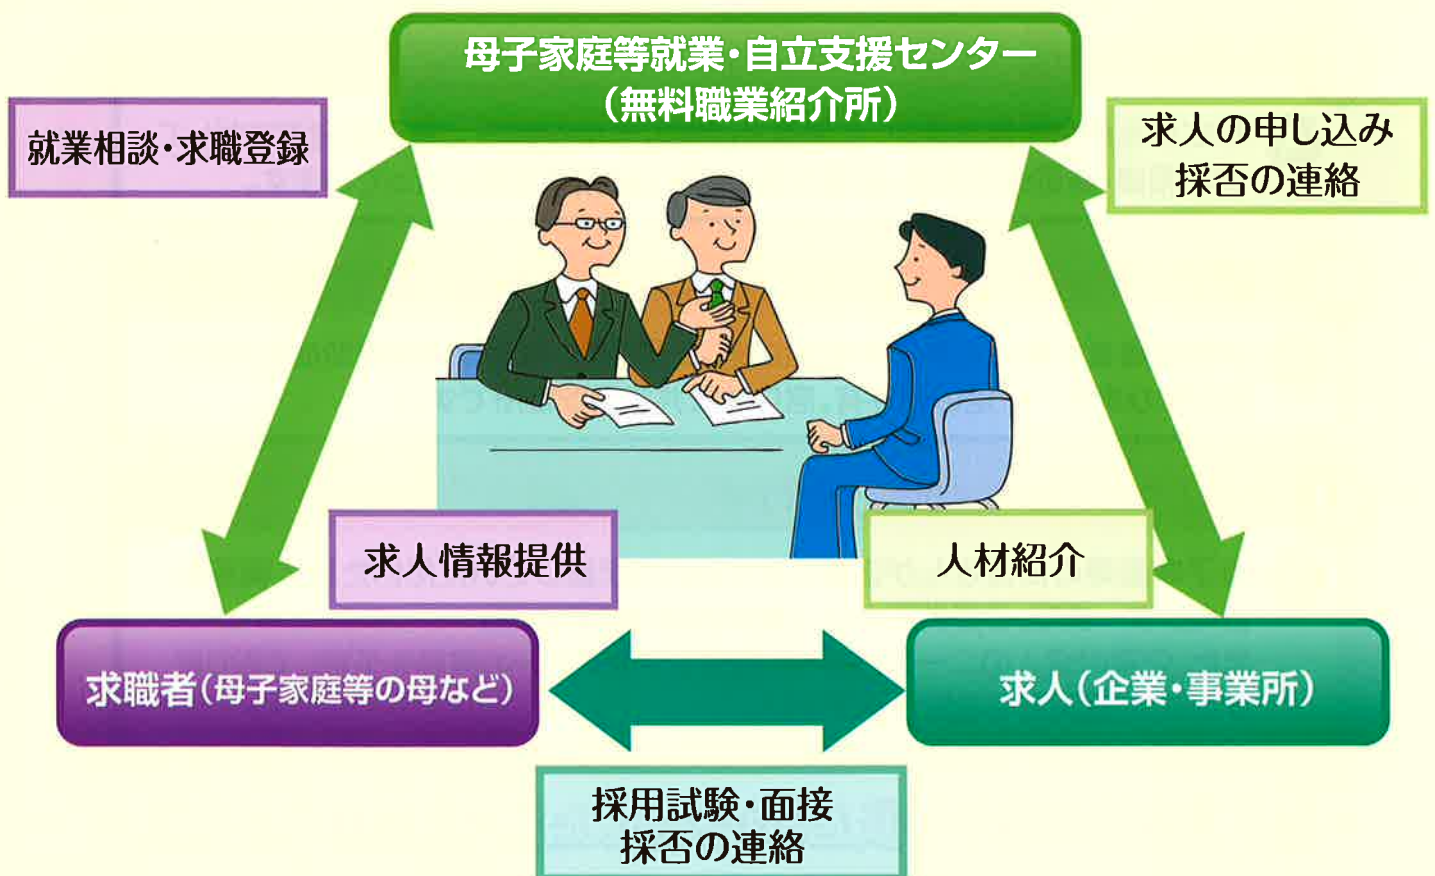 母子家庭等就業・自立支援センター
（無料職業紹介所）
就業相談・求職登録
求人の申し込み
採否の連絡
求人情報提供
人材紹介
求職者（母子家庭等の母など）
求人（企業・事業所）
採用試験・面接
採否の連絡